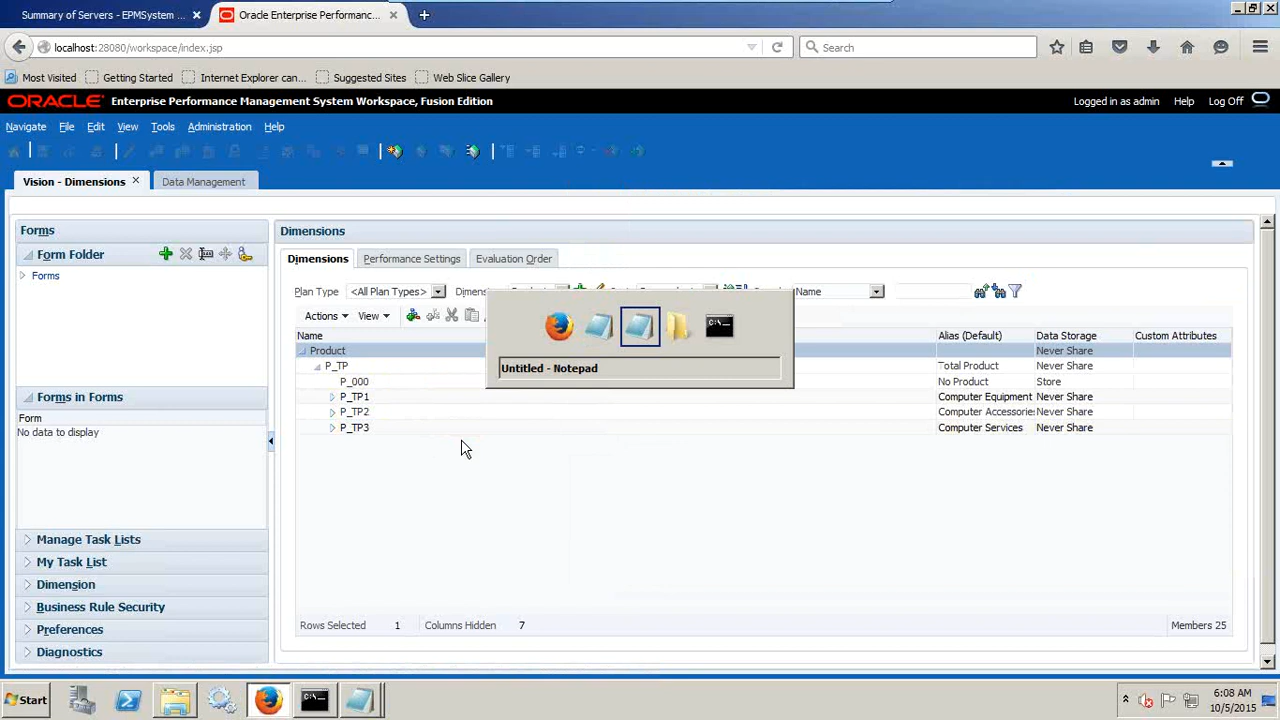 Summary of Servers - EPMSystem ...
Oracle Enterprise Performanc...
localhost:28080/workspace/index.jsp
Search
Most Visited
Getting Started
Internet Explorer can...
Suggested Sites
Web Slice Gallery
ORACLE
Enterprise Performance Management System Workspace, Fusion Edition
Logged in as admin
Help
Log Off
Navigate
File
Edit
View
Tools
Administration
Help
Vision - Dimensions
Data Management
Forms
Form Folder
Forms
Forms in Forms
Form
No data to display
Manage Task Lists
My Task List
Dimension
Business Rule Security
Preferences
Diagnostics
Dimensions
Dimensions
Performance Settings
Evaluation Order
Plan Type
<All Plan Types>
Name
Actions
View
Name
Alias (Default)
Data Storage
Custom Attributes
Product
Never Share
P_TP
Total Product
Never Share
P_000
No Product
Store
P_TP1
Computer Equipment
Never Share
P_TP2
Computer Accessorie
Never Share
P_TP3
Computer Services
Never Share
C:\_
Untitled - Notepad
Rows Selected 1
Columns Hidden 7
Members 25
Start
C:\_
6:08 AM
10/5/2015